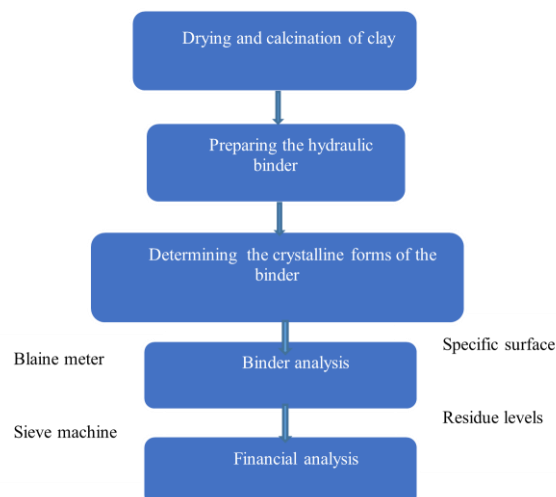 Drying and calcination of clay
Preparing the hydraulic
binder
Determining the crystalline forms of the
binder
Specific surface
Blaine meter
Binder analysis
Residue levels
Sieve machine
Financial analysis